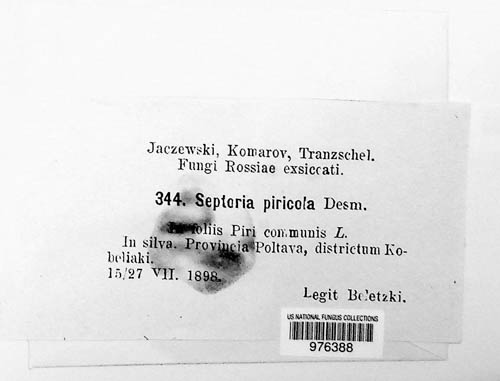 Jaczewski, Komarov, Tranzschel.
Fungi Rossiae exsiccati.
344. Septoria piricola Desm.
foliis Piri communis L.
In silva. Provincia Poltava, districtum Ko-
beliaki.
15/27 VII. 1898.
Legit Beletzki.
US NATIONAL FUNGUS COLLECTIONS
976388